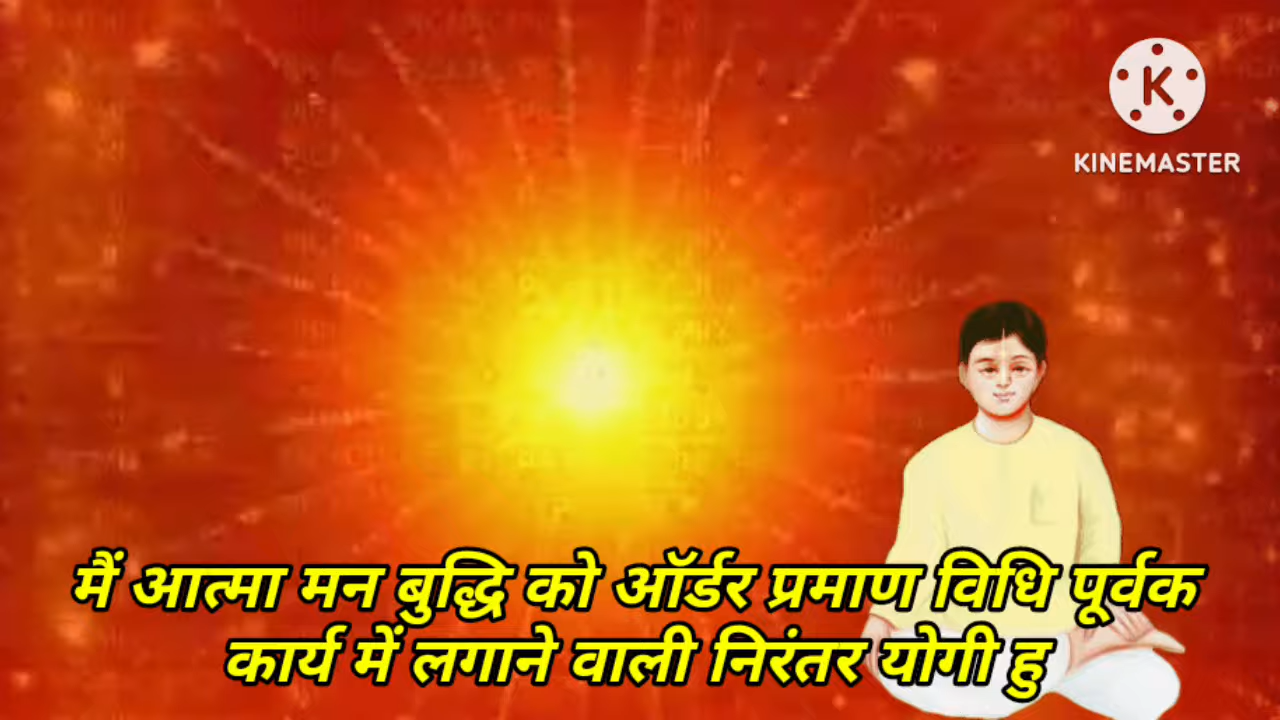 KINEMASTER
मैं आत्मा मन बुद्धि को ऑर्डर प्रमाण विधि पूर्वक
कार्य में लगाने वाली निरंतर योगी हु